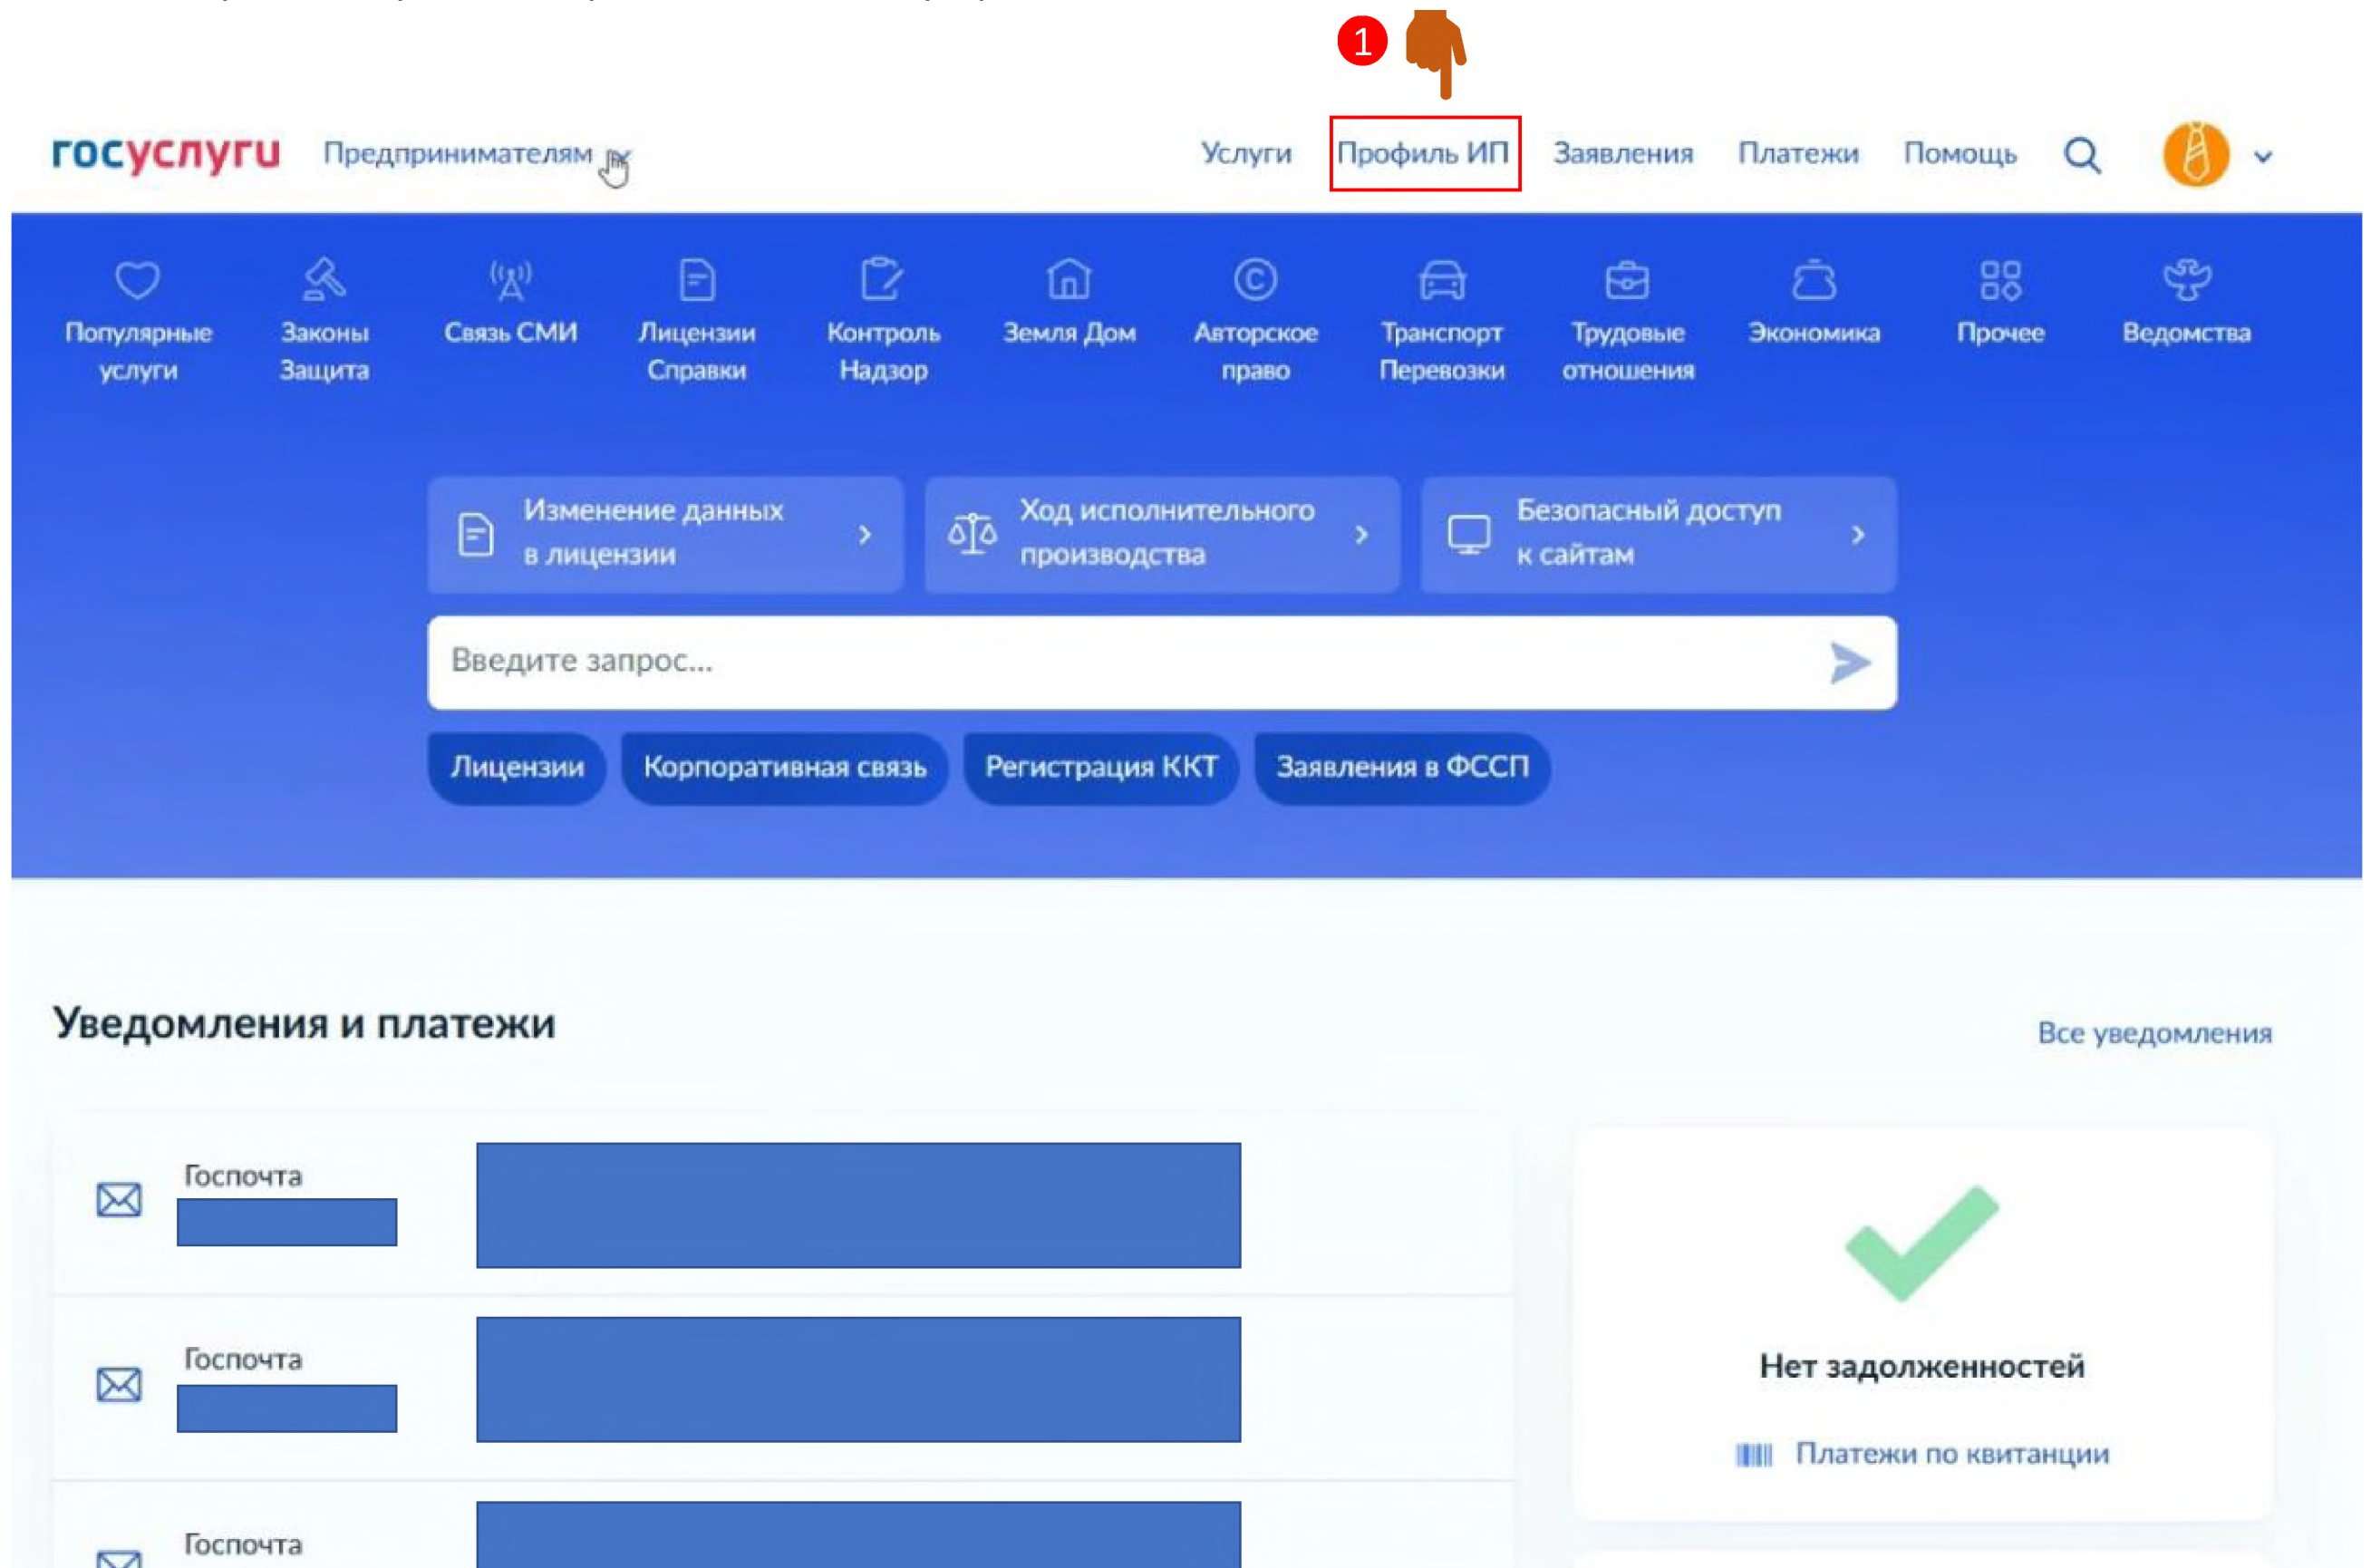 1
госуслуги Предпринимателям Услуги Профиль ИП Заявления Платежи Помощь
Популярные услуги
Законы Защита
Связь СМИ
Лицензии Справки
Контроль Надзор
Земля Дом
Авторское право
Транспорт Перевозки
Трудовые отношения
Экономика
Прочее
Ведомства
Изменение данных
в лицензии
Ход исполнительного
производства
Безопасный доступ
к сайтам
Введите запрос...
Лицензии Корпоративная связь Регистрация ККТ Заявления в ФССП
Уведомления и платежи
Все уведомления
Госпочта
Госпочта
Госпочта
Нет задолженностей
Платежи по квитанции